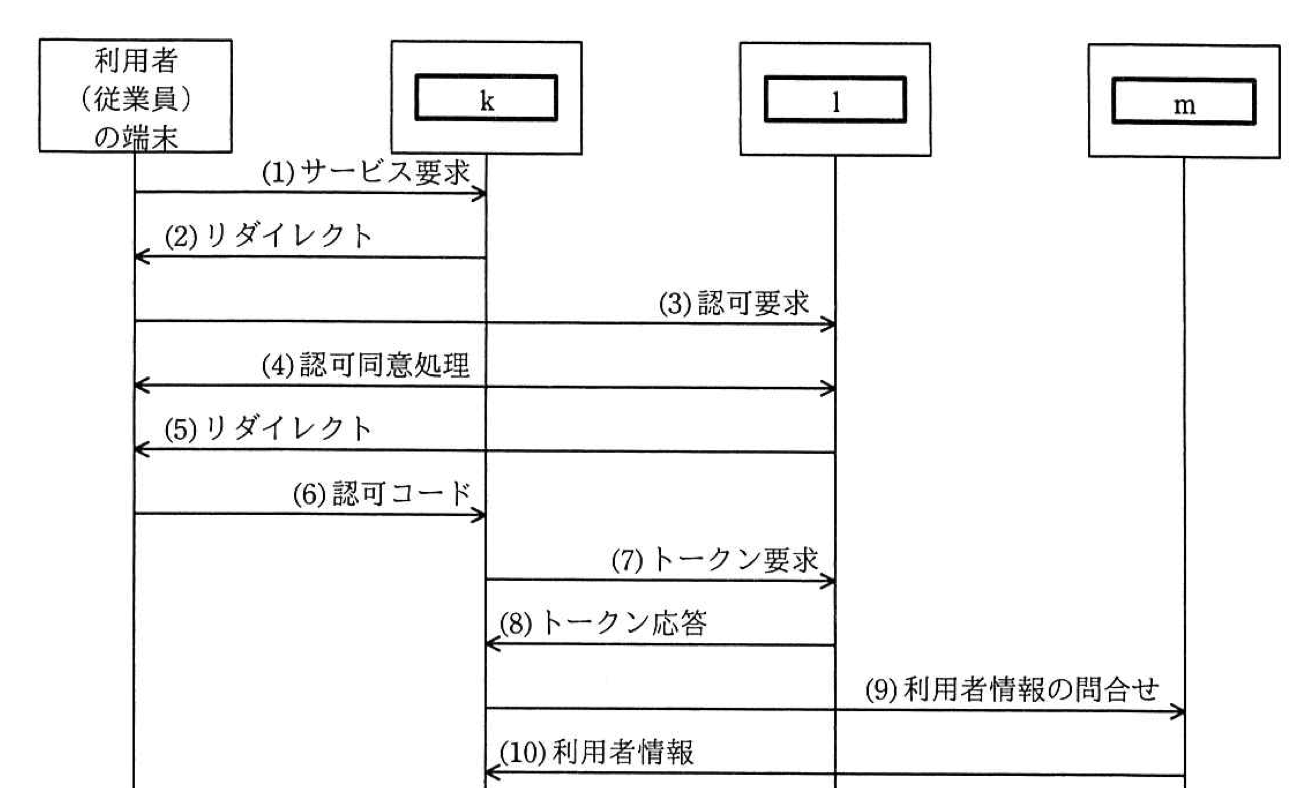 利用者
（従業員）
の端末
k
l
m
(1)サービス要求
(2)リダイレクト
(3)認可要求
(4)認可同意処理
(5)リダイレクト
(6)認可コード
(7)トークン要求
(8)トークン応答
(9)利用者情報の問合せ
(10)利用者情報